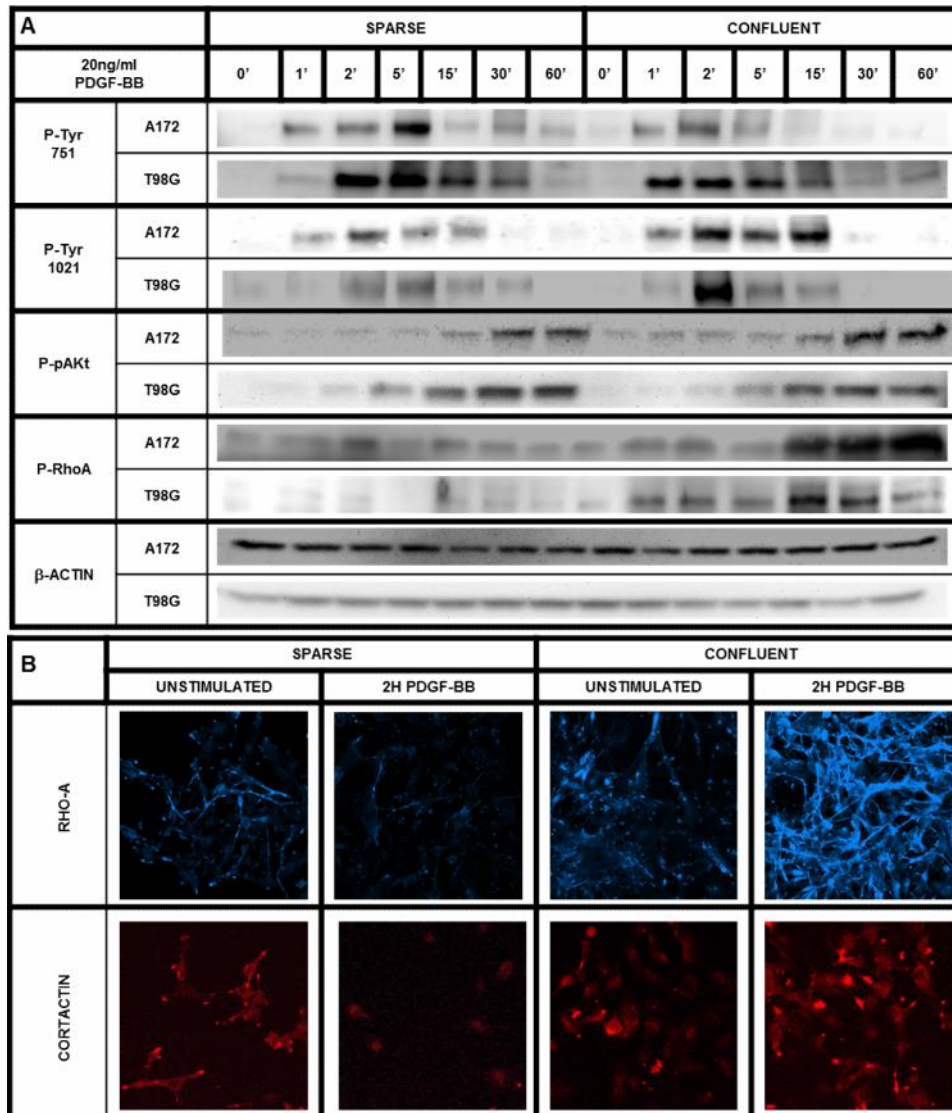 A
SPARSE
CONFLUENT
20ng/ml
PDGF-BB
0’ 1’ 2’ 5’ 15’ 30’ 60’ 0’ 1’ 2’ 5’ 15’ 30’ 60’
P-Tyr
751
A172
T98G
P-Tyr
1021
A172
T98G
P-pAKt
A172
T98G
P-RhoA
A172
T98G
β-ACTIN
A172
T98G
B
SPARSE
CONFLUENT
UNSTIMULATED
2H PDGF-BB
UNSTIMULATED
2H PDGF-BB
RHO-A
CORTACTIN